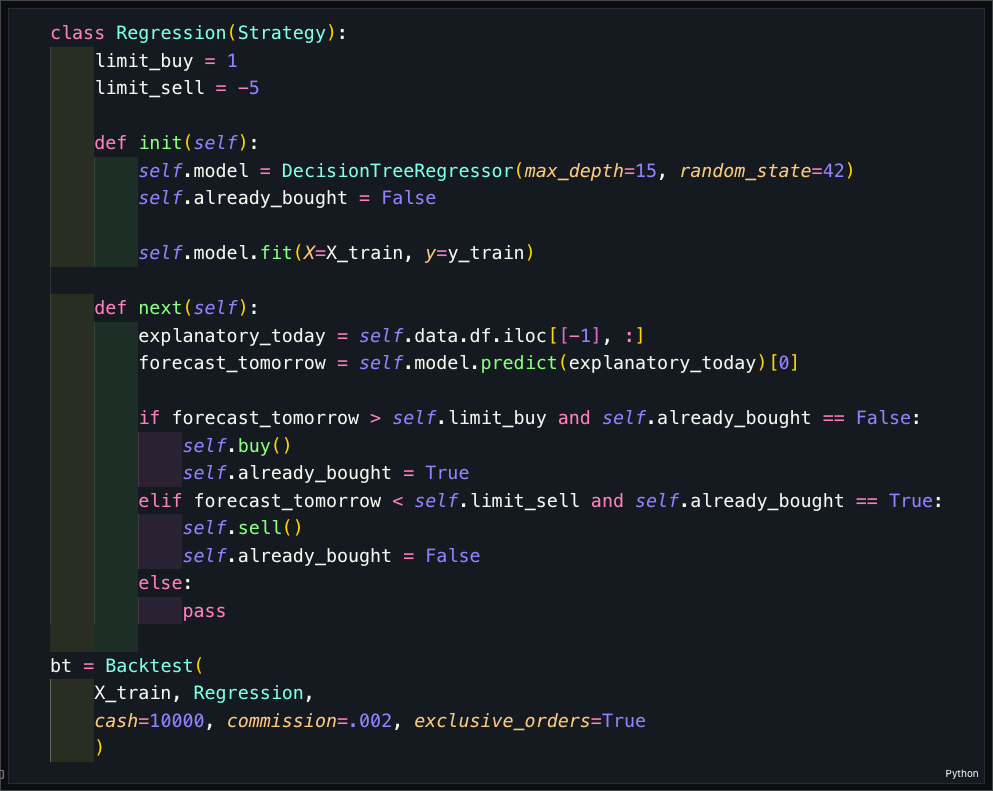 class Regression(Strategy):
    limit_buy = 1
    limit_sell = -5

    def init(self):
        self.model = DecisionTreeRegressor(max_depth=15, random_state=42)
        self.already_bought = False

        self.model.fit(X=X_train, y=y_train)

    def next(self):
        explanatory_today = self.data.df.iloc[[-1], :]
        forecast_tomorrow = self.model.predict(explanatory_today)[0]

        if forecast_tomorrow > self.limit_buy and self.already_bought == False:
            self.buy()
            self.already_bought = True
        elif forecast_tomorrow < self.limit_sell and self.already_bought == True:
            self.sell()
            self.already_bought = False
        else:
            pass

bt = Backtest(
    X_train, Regression,
    cash=10000, commission=.002, exclusive_orders=True
    )
Python